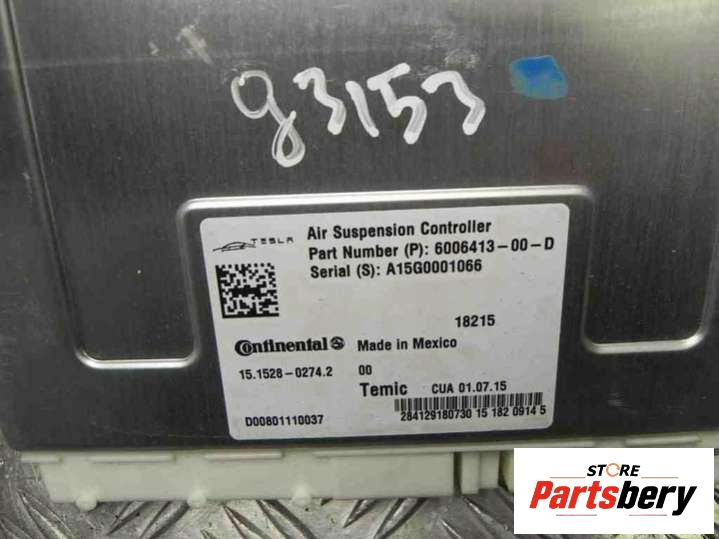 93153
TESLA
Air Suspension Controller
Part Number (P): 6006413-00-D
Serial (S): A15G0001066
18215
Continental Made in Mexico
15.1528-0274.2 00
Temic CUA 01.07.15
D00801110037 284129180730 15 182 0914 5
STORE
Partsbery